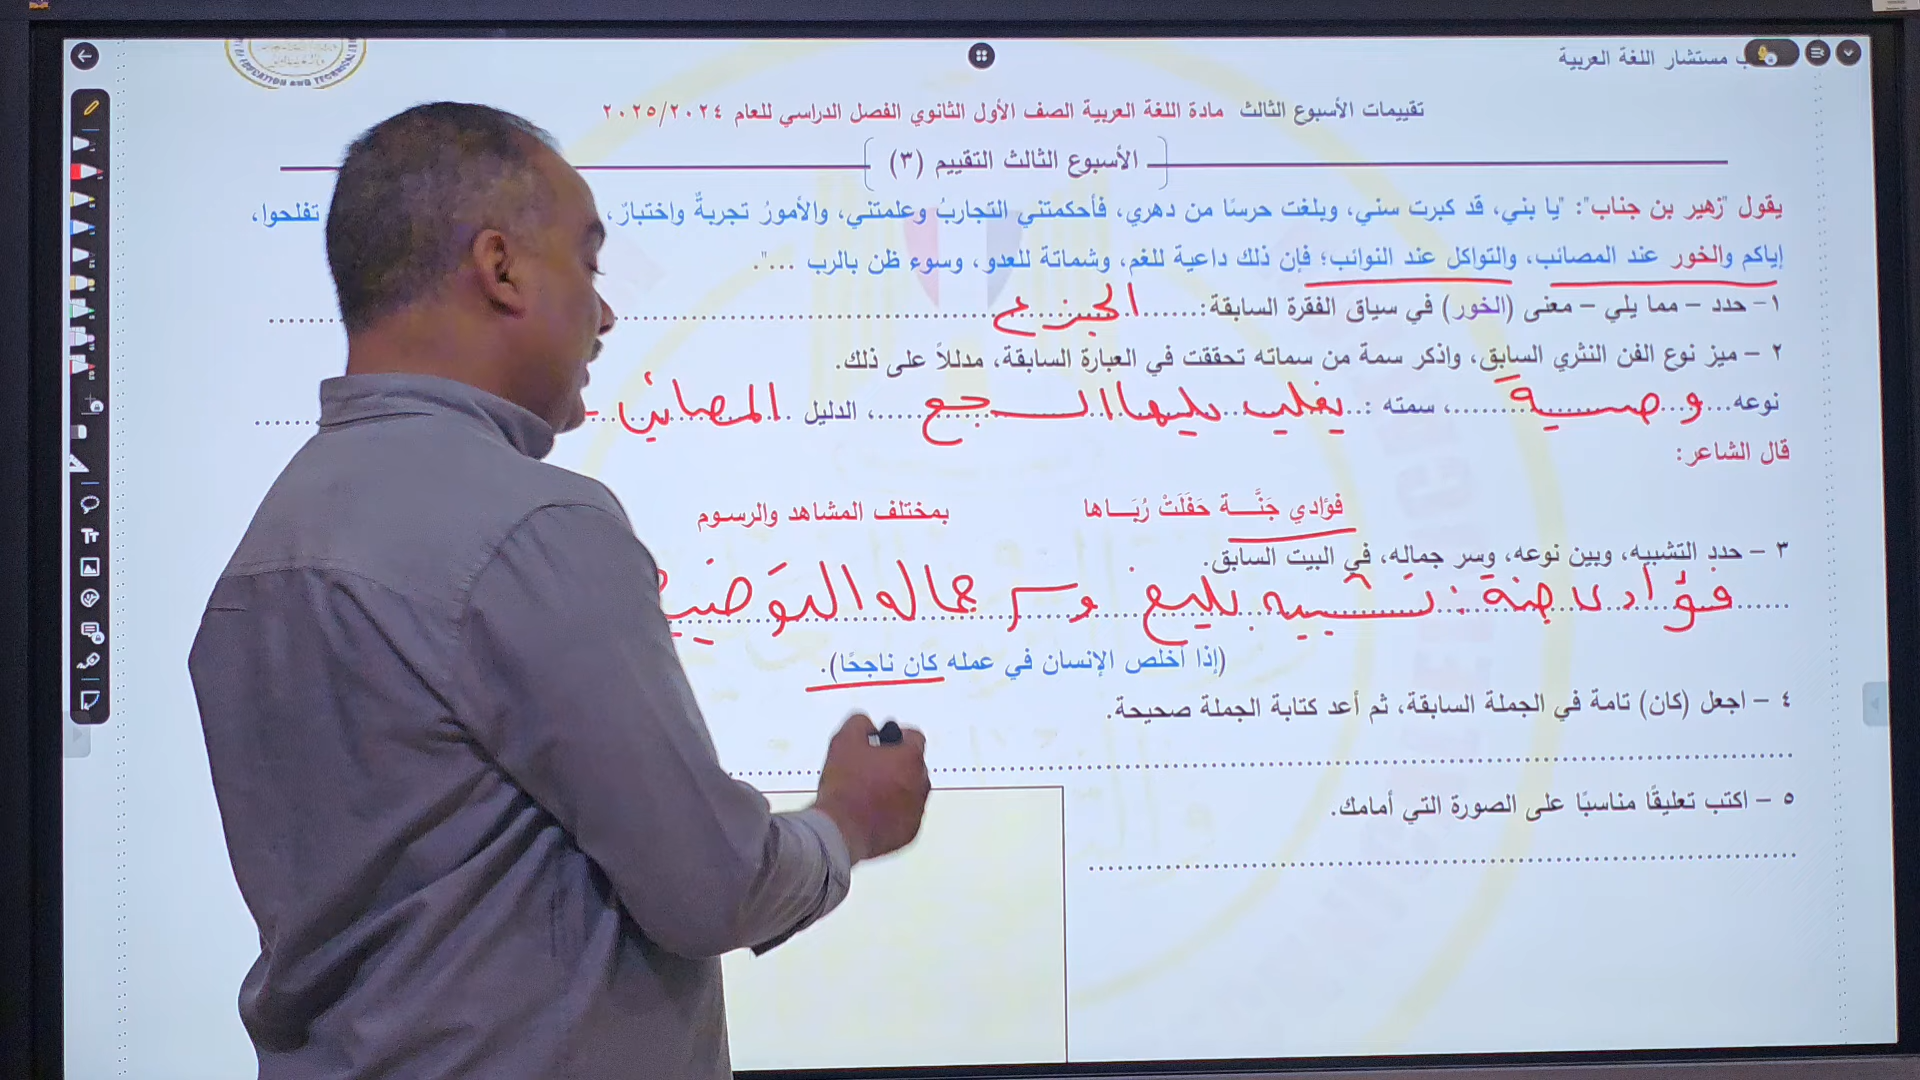 مستشار اللغة العربية
تقييمات الأسبوع الثالث مادة اللغة العربية الصف الأول الثانوي الفصل الدراسي للعام ٢٠٢٥/٢٠٢٤
الأسبوع الثالث التقييم (٣)
يقول "زهير بن جناب": "يا بني، قد كبرت سني، وبلغت حرسًا من دهري، فأحكمتني التجاربُ وعلمتني، والأمورُ تجربةٌ واختبارٌ، تفلحوا،
إياكم والخور عند المصائب، والتواكل عند النوائب؛ فإن ذلك داعية للغم، وشماتة للعدو، وسوء ظن بالرب ...".
١- حدد – مما يلي – معنى (الخور) في سياق الفقرة السابقة: الجزع
٢ – ميز نوع الفن النثري السابق، واذكر سمة من سماته تحققت في العبارة السابقة، مدللاً على ذلك.
نوعه وصية، سمته : يغلب عليها السجع، الدليل المصائب
قال الشاعر:
فؤادي جَنَّـــة حَفَلَتْ رُبَــاها بمختلف المشاهد والرسوم
٣ – حدد التشبيه، وبين نوعه، وسر جماله، في البيت السابق.
فؤادي جنة : تشبيه بليغ وسر جماله التوضيح
(إذا أخلص الإنسان في عمله كان ناجحًا).
٤ – اجعل (كان) تامة في الجملة السابقة، ثم أعد كتابة الجملة صحيحة.
٥ – اكتب تعليقًا مناسبًا على الصورة التي أمامك.